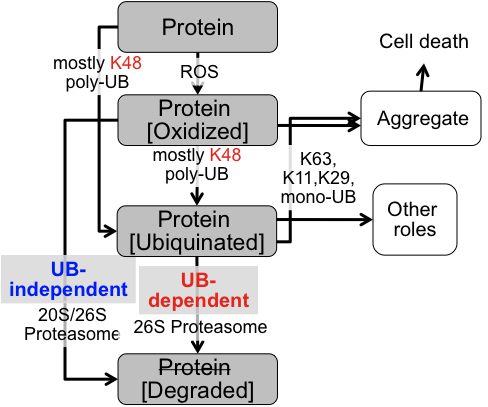 Protein
Cell death
mostly K48
poly-UB
ROS
Protein
[Oxidized]
Aggregate
mostly K48
poly-UB
K63,
K11,K29,
mono-UB
Protein
[Ubiquinated]
Other
roles
UB-
independent
UB-
dependent
20S/26S
Proteasome
26S Proteasome
Protein
[Degraded]